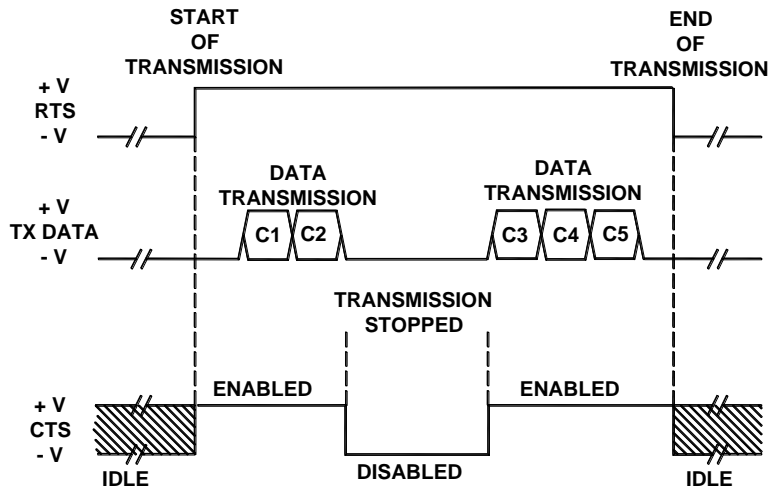 START
OF
TRANSMISSION
END
OF
TRANSMISSION
+ V
RTS
- V
DATA
TRANSMISSION
DATA
TRANSMISSION
+ V
TX DATA
- V
C1
C2
C3
C4
C5
TRANSMISSION
STOPPED
ENABLED
ENABLED
+ V
CTS
- V
DISABLED
IDLE
IDLE